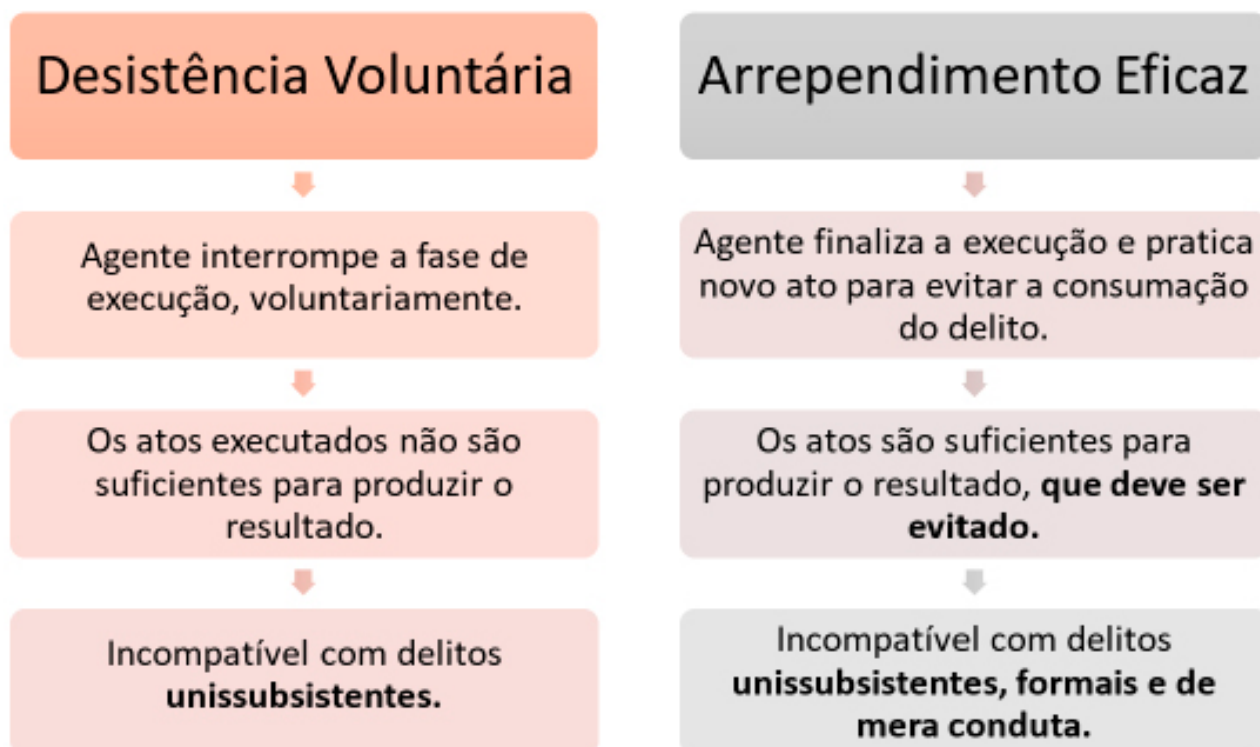 Desistência Voluntária
Agente interrompe a fase de
execução, voluntariamente.
Os atos executados não são
suficientes para produzir o
resultado.
Incompatível com delitos
unissubsistentes.
Arrependimento Eficaz
Agente finaliza a execução e pratica
novo ato para evitar a consumação
do delito.
Os atos são suficientes para
produzir o resultado, que deve ser
evitado.
Incompatível com delitos
unissubsistentes, formais e de
mera conduta.